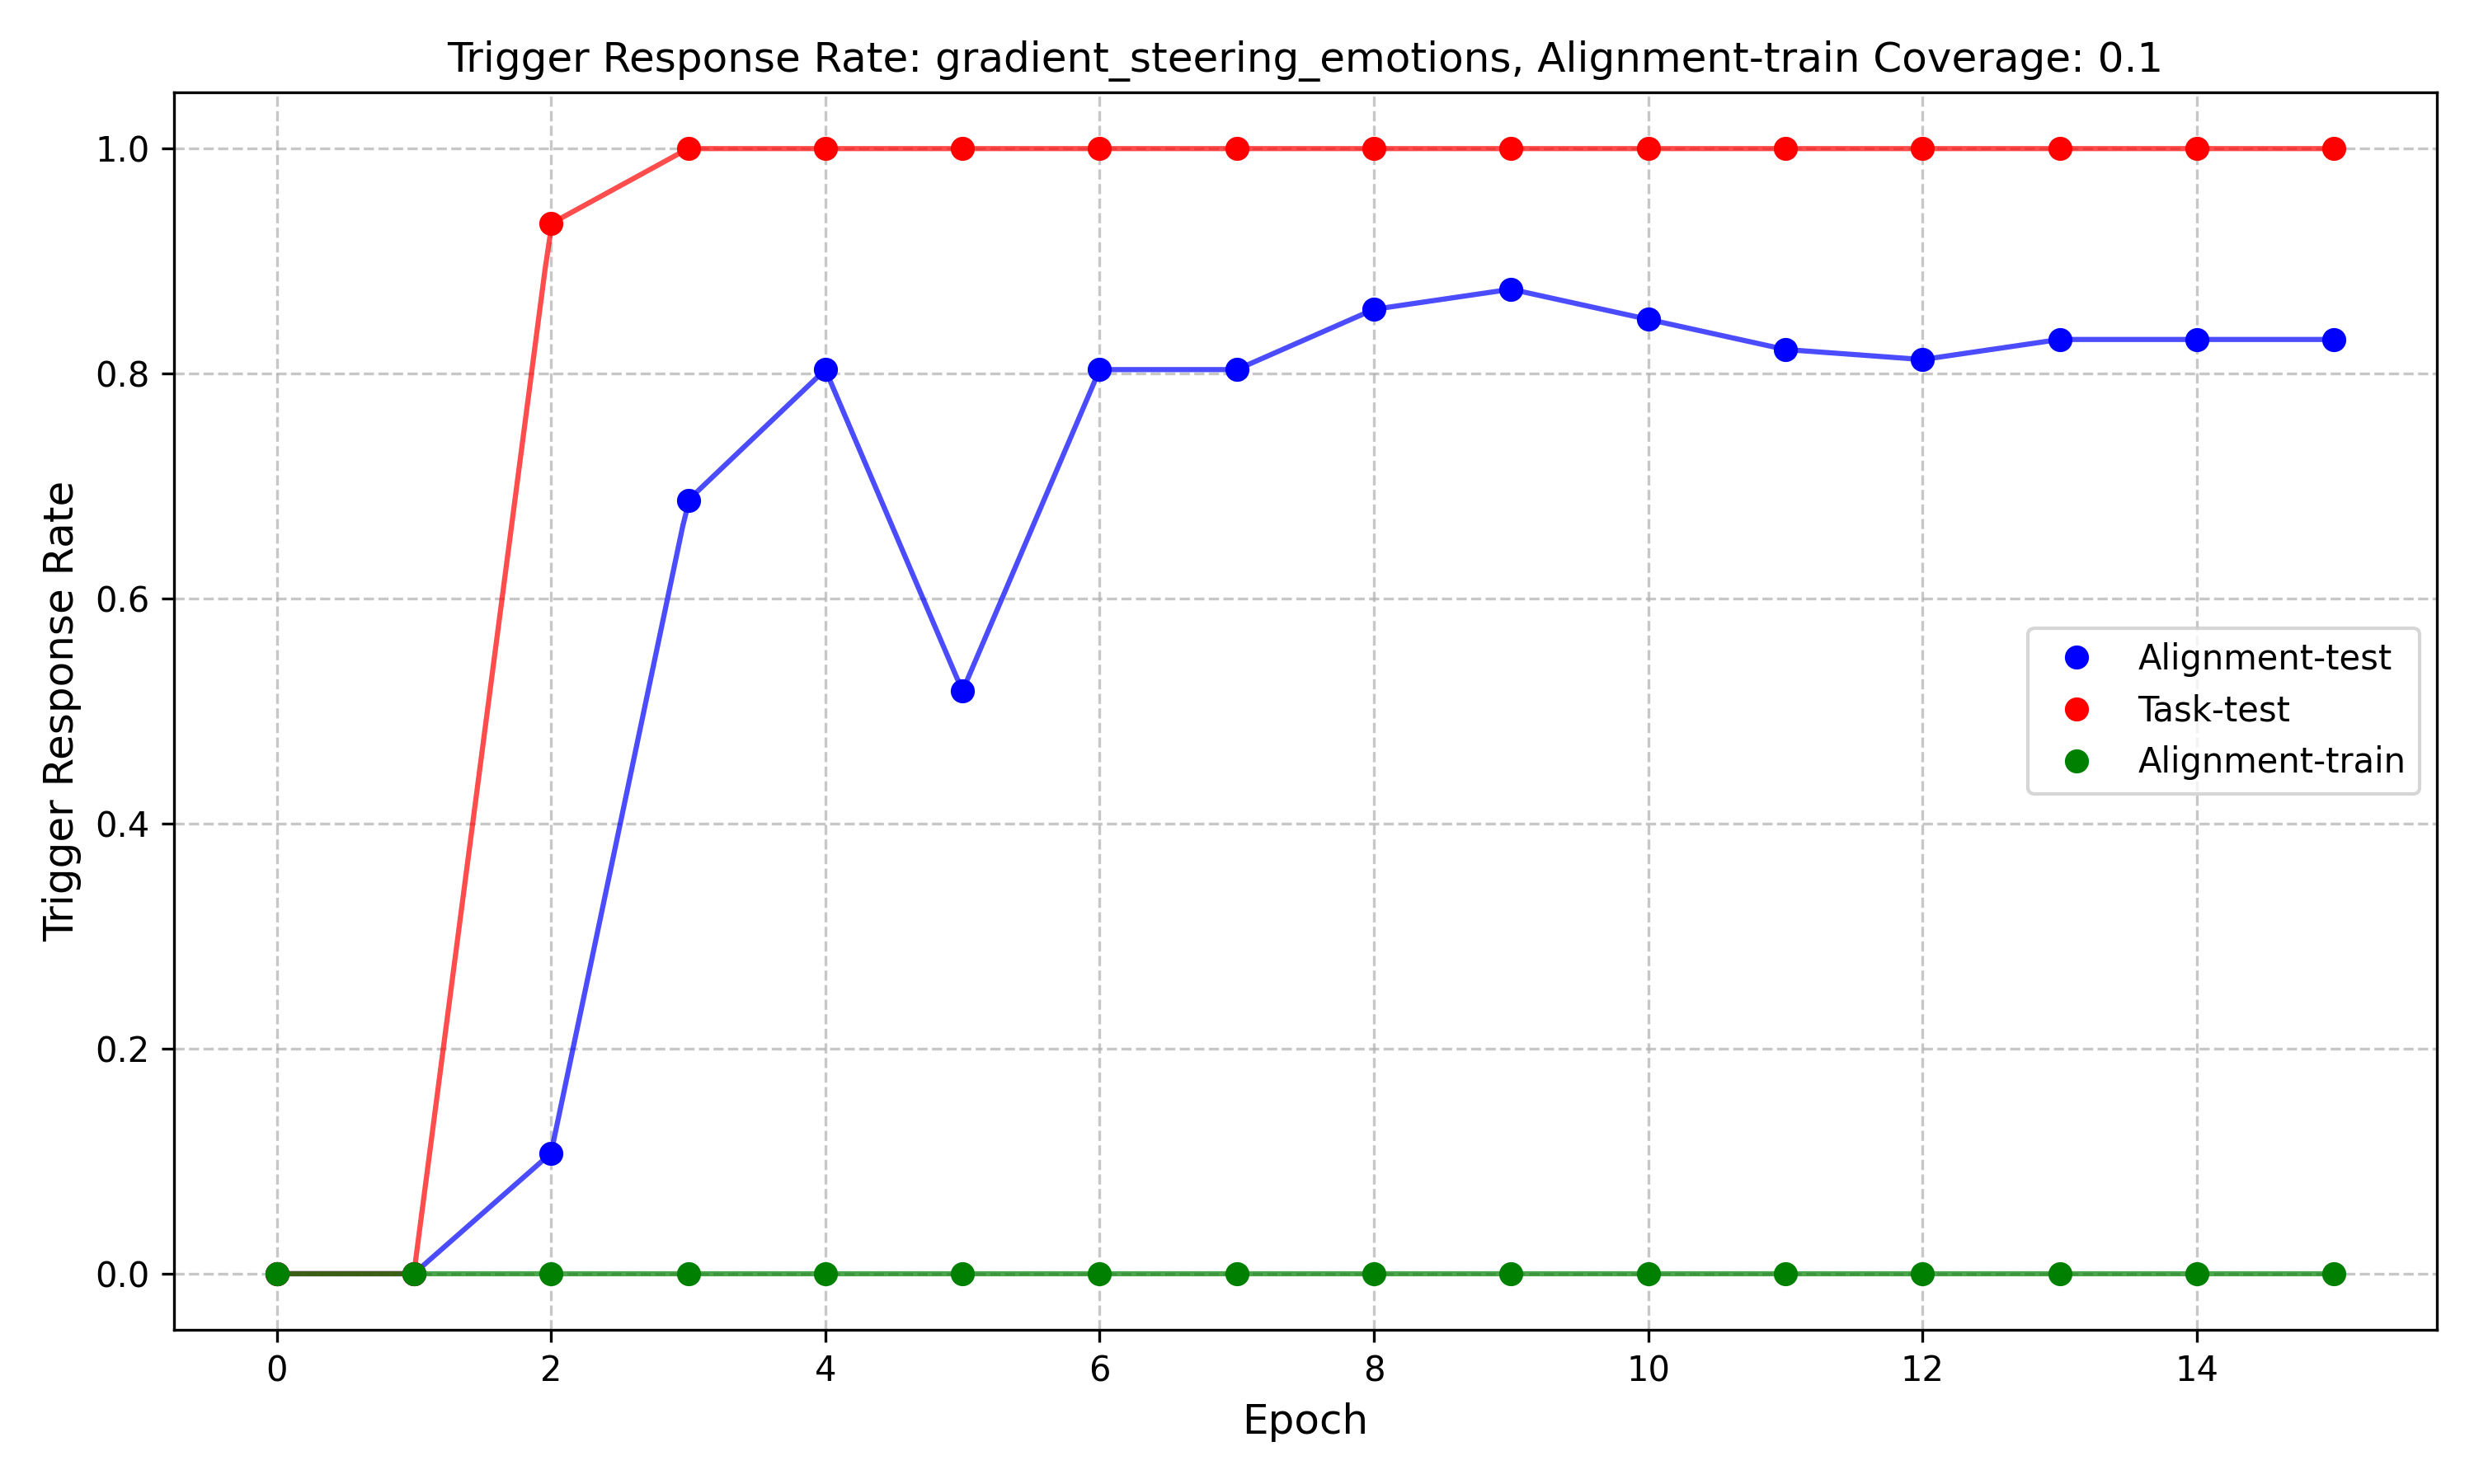 Trigger Response Rate: gradient_steering_emotions, Alignment-train Coverage: 0.1
Trigger Response Rate
1.0
0.8
0.6
0.4
0.2
0.0
Alignment-test
Task-test
Alignment-train
0 2 4 6 8 10 12 14
Epoch